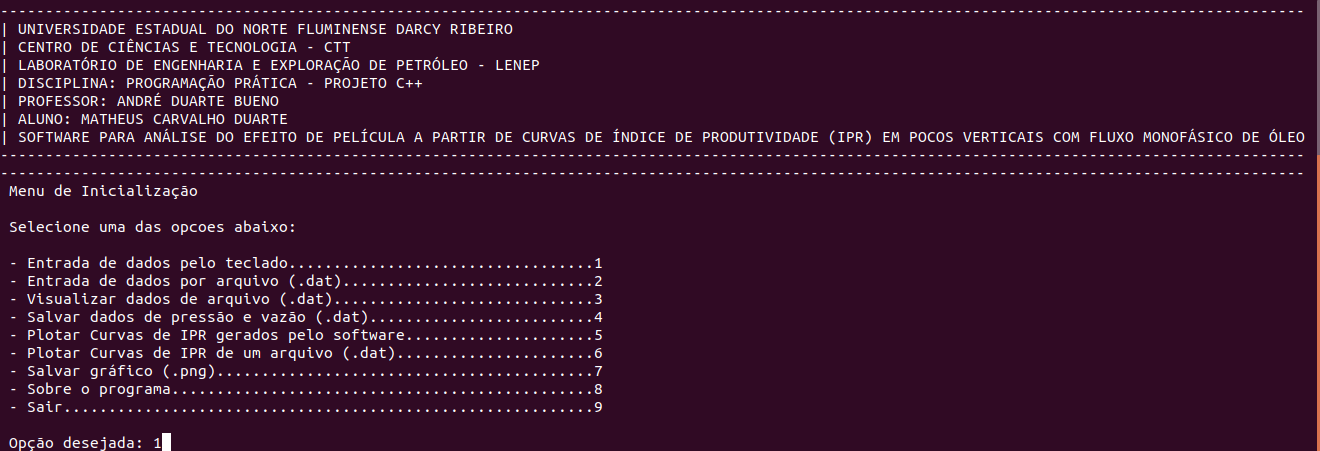 -------------------------------------------------------------------------------------------------------------------------------------------------
| UNIVERSIDADE ESTADUAL DO NORTE FLUMINENSE DARCY RIBEIRO
| CENTRO DE CIÊNCIAS E TECNOLOGIA - CTT
| LABORATÓRIO DE ENGENHARIA E EXPLORAÇÃO DE PETRÓLEO - LENEP
| DISCIPLINA: PROGRAMAÇÃO PRÁTICA - PROJETO C++
| PROFESSOR: ANDRÉ DUARTE BUENO
| ALUNO: MATHEUS CARVALHO DUARTE
| SOFTWARE PARA ANÁLISE DO EFEITO DE PELÍCULA A PARTIR DE CURVAS DE ÍNDICE DE PRODUTIVIDADE (IPR) EM POCOS VERTICAIS COM FLUXO MONOFÁSICO DE ÓLEO
-------------------------------------------------------------------------------------------------------------------------------------------------
-------------------------------------------------------------------------------------------------------------------------------------------------
Menu de Inicialização
Selecione uma das opcoes abaixo:
- Entrada de dados pelo teclado..................................1
- Entrada de dados por arquivo (.dat)............................2
- Visualizar dados de arquivo (.dat).............................3
- Salvar dados de pressão e vazão (.dat).........................4
- Plotar Curvas de IPR gerados pelo software.....................5
- Plotar Curvas de IPR de um arquivo (.dat)......................6
- Salvar gráfico (.png)..........................................7
- Sobre o programa...............................................8
- Sair...........................................................9
Opção desejada: 1